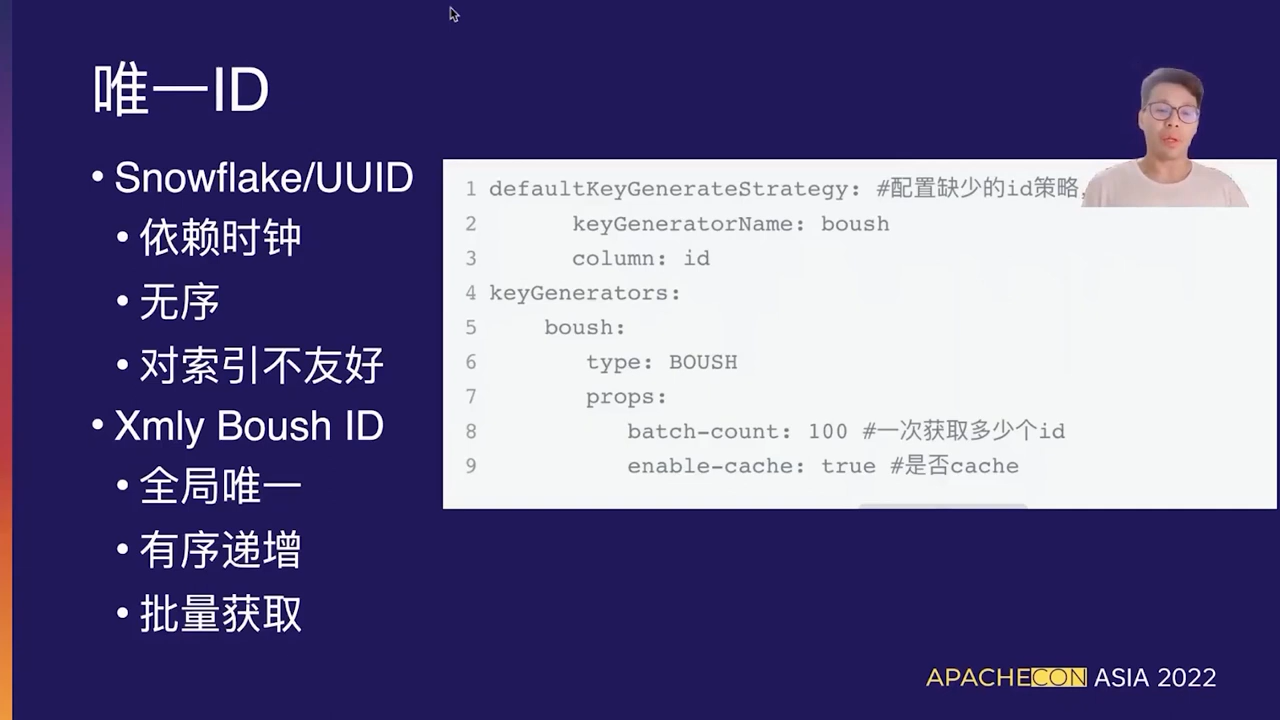 唯一ID
• Snowflake/UUID
• 依赖时钟
• 无序
• 对索引不友好
• Xmly Boush ID
• 全局唯一
• 有序递增
• 批量获取
1 defaultKeyGenerateStrategy: #配置缺少的id策略,
2 keyGeneratorName: boush
3 column: id
4 keyGenerators:
5 boush:
6 type: BOUSH
7 props:
8 batch-count: 100 #一次获取多少个id
9 enable-cache: true #是否cache
APACHECON ASIA 2022